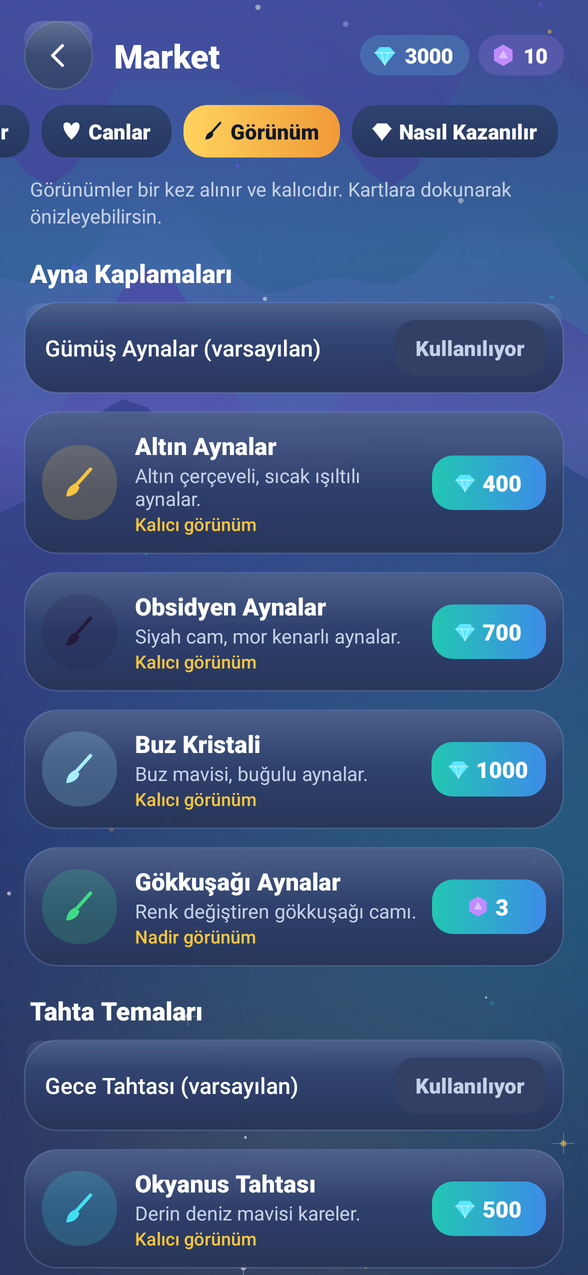 Market
3000
10
r
Canlar
Görünüm
Nasıl Kazanılır
Görünümler bir kez alınır ve kalıcıdır. Kartlara dokunarak
önizleyebilirsin.
Ayna Kaplamaları
Gümüş Aynalar (varsayılan)
Kullanılıyor
Altın Aynalar
Altın çerçeveli, sıcak ışıltılı
aynalar.
Kalıcı görünüm
400
Obsidyen Aynalar
Siyah cam, mor kenarlı aynalar.
Kalıcı görünüm
700
Buz Kristali
Buz mavisi, buğulu aynalar.
Kalıcı görünüm
1000
Gökkuşağı Aynalar
Renk değiştiren gökkuşağı camı.
Nadir görünüm
3
Tahta Temaları
Gece Tahtası (varsayılan)
Kullanılıyor
Okyanus Tahtası
Derin deniz mavisi kareler.
Kalıcı görünüm
500